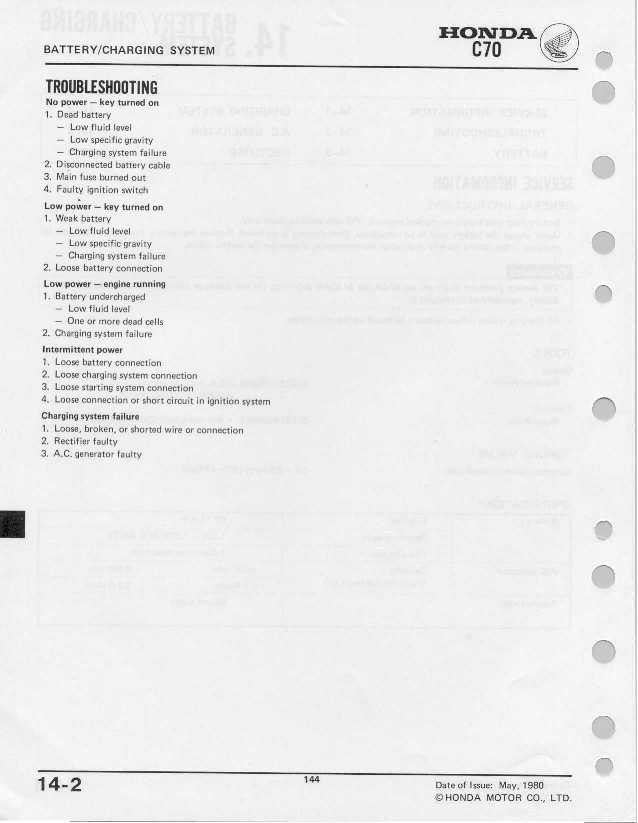 BATTERY/CHARGING SYSTEM
HONDA
C70
TROUBLESHOOTING
No power — key turned on
1. Dead battery
— Low fluid level
— Low specific gravity
— Charging system failure
2. Disconnected battery cable
3. Main fuse burned out
4. Faulty ignition switch
Low power — key turned on
1. Weak battery
— Low fluid level
— Low specific gravity
— Charging system failure
2. Loose battery connection
Low power — engine running
1. Battery undercharged
— Low fluid level
— One or more dead cells
2. Charging system failure
Intermittent power
1. Loose battery connection
2. Loose charging system connection
3. Loose starting system connection
4. Loose connection or short circuit in ignition system
Charging system failure
1. Loose, broken, or shorted wire or connection
2. Rectifier faulty
3. A.C. generator faulty
14-2
144
Date of Issue: May, 1980
© HONDA MOTOR CO., LTD.